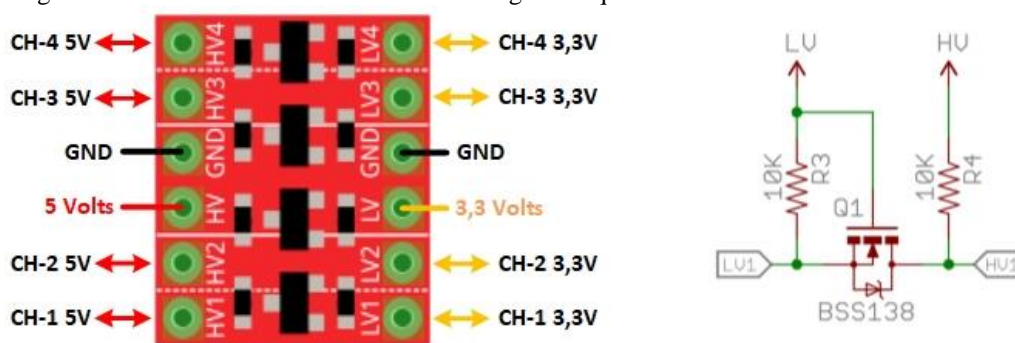 CH-4 5V HV4 LV4 CH-4 3,3V
CH-3 5V HV3 LV3 CH-3 3,3V
GND GND GND GND
5 Volts HV LV 3,3 Volts
CH-2 5V HV2 LV2 CH-2 3,3V
CH-1 5V HV1 LV1 CH-1 3,3V
LV HV
10K R3 10K R4
Q1
LV1 HV1
BSS138